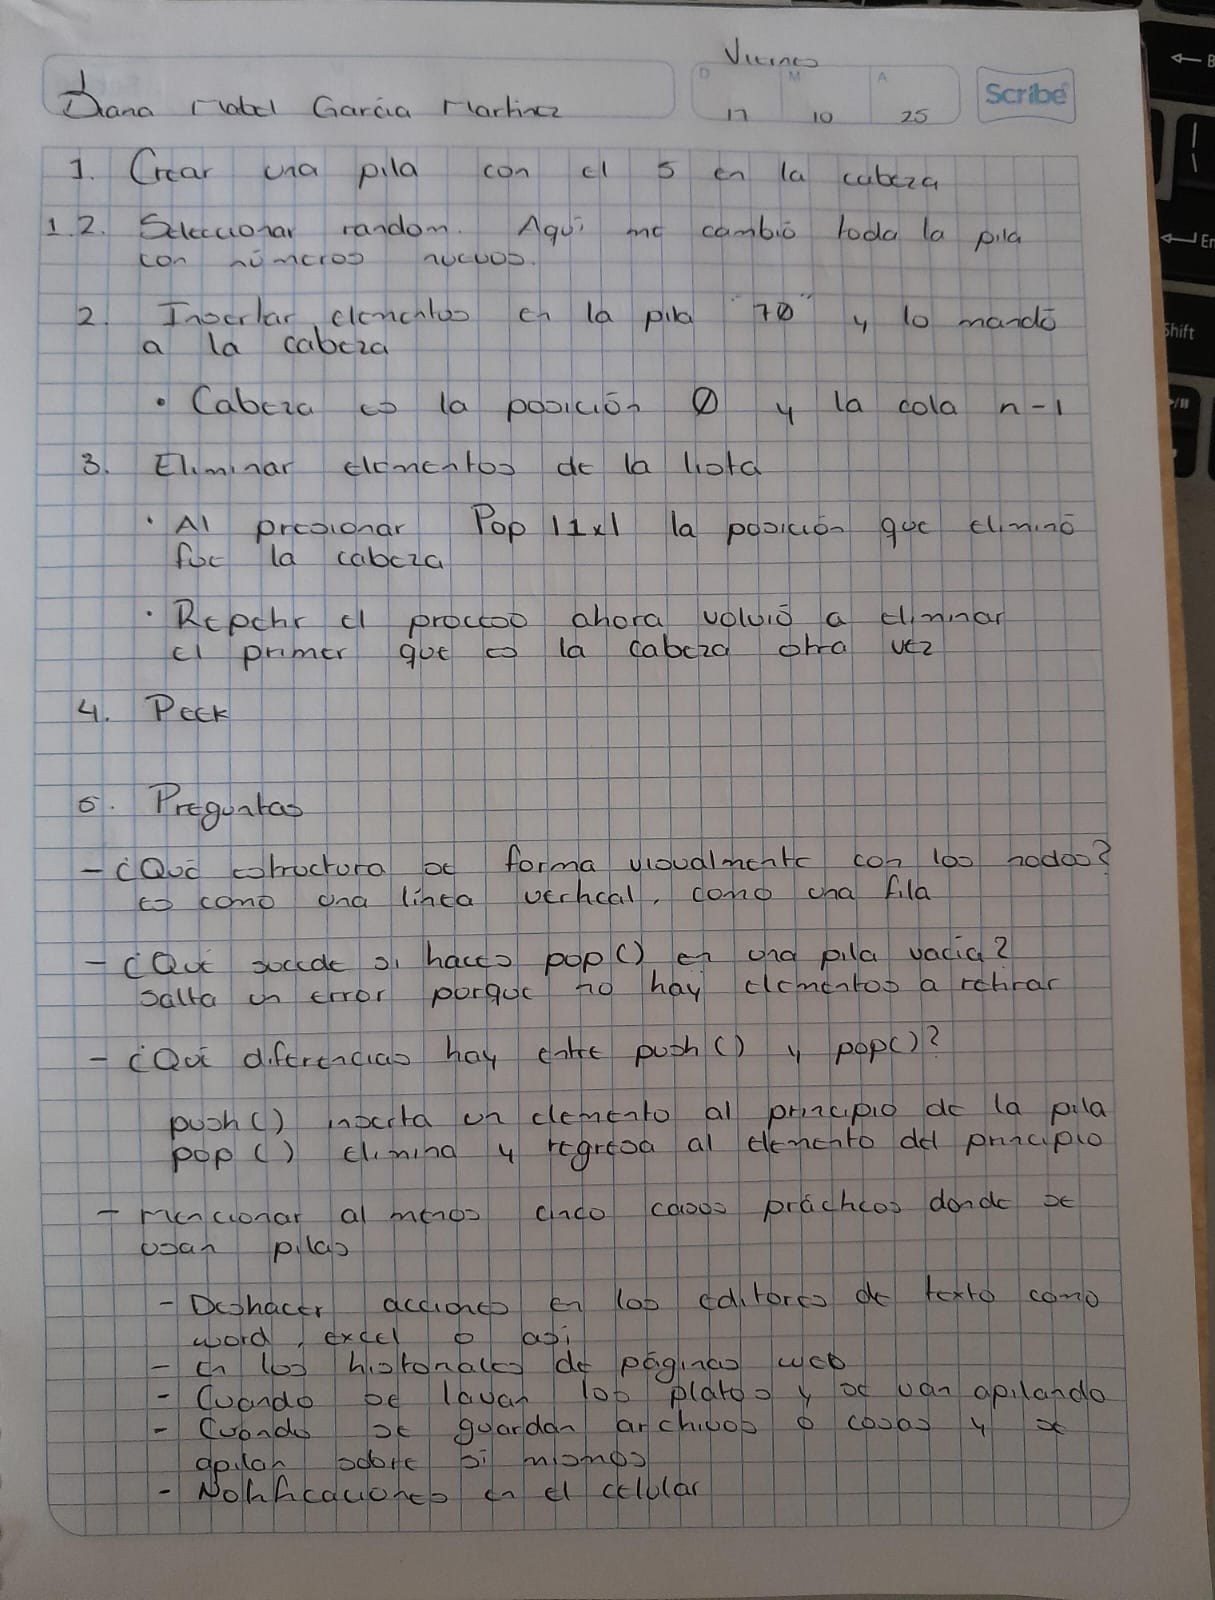 Viernes
D M A
Diana Mabel García Martínez 17 10 25
Scribe
1. Crear una pila con el 5 en la cabeza
1.2. Seleccionar random. Aquí me cambió toda la pila
con números nuevos.
2. Insertar elementos en la pila "70" y lo mandó
a la cabeza
• Cabeza es la posición 0 y la cola n-1
3. Eliminar elementos de la lista
• Al presionar Pop |1x| la posición que eliminó
fue la cabeza
• Repetir el proceso ahora volvió a eliminar
el primer que es la cabeza otra vez
4. Peek
5. Preguntas
- ¿Qué estructura se forma visualmente con los nodos?
es como una línea vertical, como una fila
- ¿Qué sucede si haces pop() en una pila vacía?
salta un error porque no hay elementos a retirar
- ¿Qué diferencias hay entre push() y pop()?
push() inserta un elemento al principio de la pila
pop() elimina y regresa al elemento del principio
- Mencionar al menos cinco casos prácticos donde se
usan pilas
- Deshacer acciones en los editores de texto como
word, excel o así
- En los historiales de páginas web
- Cuando se lavan los platos y se van apilando
- Cuando se guardan archivos o cosas y se
apilan sobre sí mismos
- Notificaciones en el celular